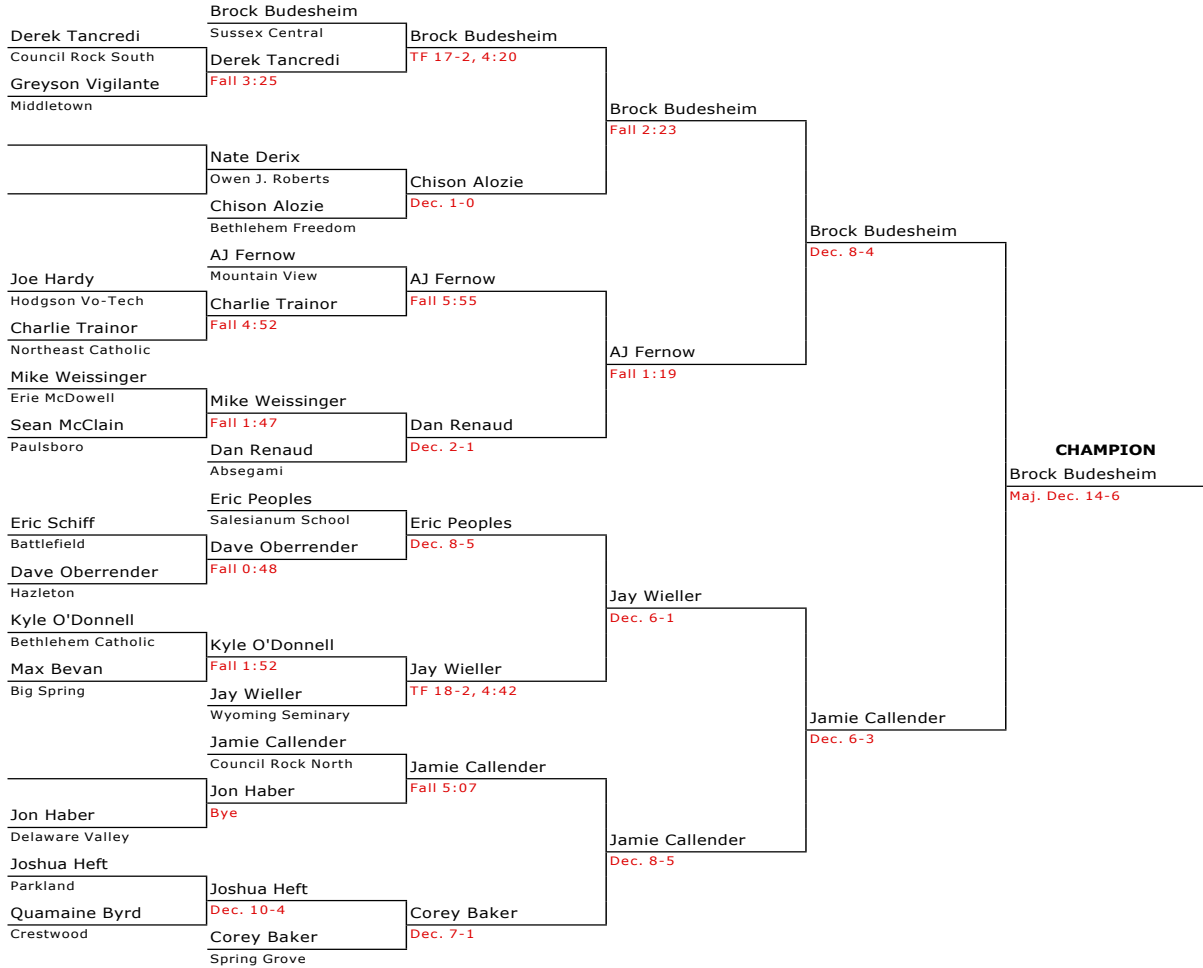 Brock Budesheim
Derek Tancredi
Sussex Central
Brock Budesheim
Council Rock South
Derek Tancredi
TF 17-2, 4:20
Greyson Vigilante
Fall 3:25
Middletown
Brock Budesheim
Fall 2:23
Nate Derix
Owen J. Roberts
Chison Alozie
Chison Alozie
Dec. 1-0
Bethlehem Freedom
Brock Budesheim
AJ Fernow
Dec. 8-4
Joe Hardy
Mountain View
AJ Fernow
Hodgson Vo-Tech
Charlie Trainor
Fall 5:55
Charlie Trainor
Fall 4:52
Northeast Catholic
AJ Fernow
Mike Weissinger
Fall 1:19
Erie McDowell
Mike Weissinger
Sean McClain
Fall 1:47
Dan Renaud
Paulsboro
Dan Renaud
Dec. 2-1
CHAMPION
Absegami
Brock Budesheim
Eric Peoples
Maj. Dec. 14-6
Eric Schiff
Salesianum School
Eric Peoples
Battlefield
Dave Oberrender
Dec. 8-5
Dave Oberrender
Fall 0:48
Hazleton
Jay Wieller
Kyle O'Donnell
Dec. 6-1
Bethlehem Catholic
Kyle O'Donnell
Max Bevan
Fall 1:52
Jay Wieller
Big Spring
Jay Wieller
TF 18-2, 4:42
Wyoming Seminary
Jamie Callender
Jamie Callender
Dec. 6-3
Council Rock North
Jamie Callender
Jon Haber
Fall 5:07
Jon Haber
Bye
Delaware Valley
Jamie Callender
Joshua Heft
Dec. 8-5
Parkland
Joshua Heft
Quamaine Byrd
Dec. 10-4
Corey Baker
Crestwood
Corey Baker
Dec. 7-1
Spring Grove